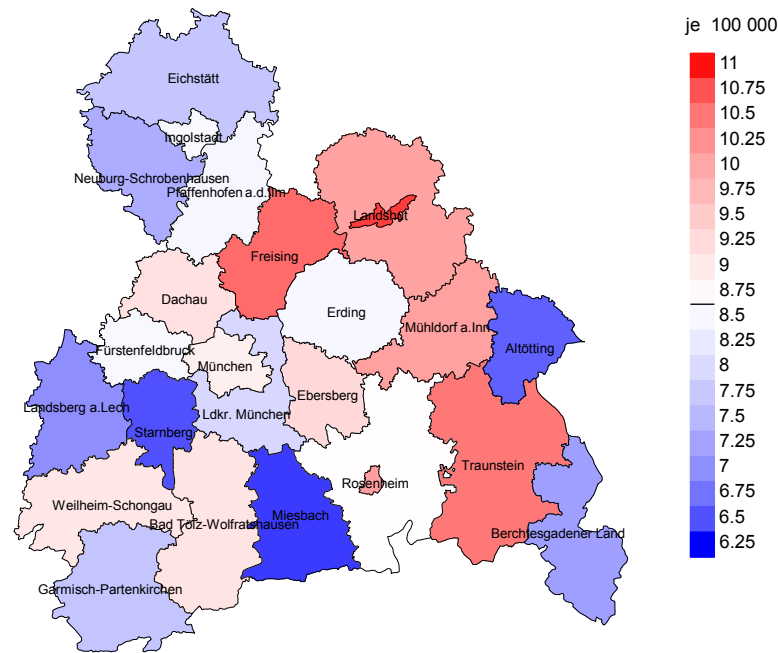 je 100 000
11
10.75
10.5
10.25
10
9.75
9.5
9.25
9
8.75
8.5
8.25
8
7.75
7.5
7.25
7
6.75
6.5
6.25
Eichstätt
Ingolstadt
Neuburg-Schrobenhausen
Pfaffenhofen a.d.Ilm
Landshut
Freising
Dachau
Erding
Mühldorf a.Inn
Altötting
Fürstenfeldbruck
München
Ebersberg
Landsberg a.Lech
Ldkr. München
Starnberg
Traunstein
Rosenheim
Weilheim-Schongau
Bad Tölz-Wolfratshausen
Miesbach
Berchtesgadener Land
Garmisch-Partenkirchen